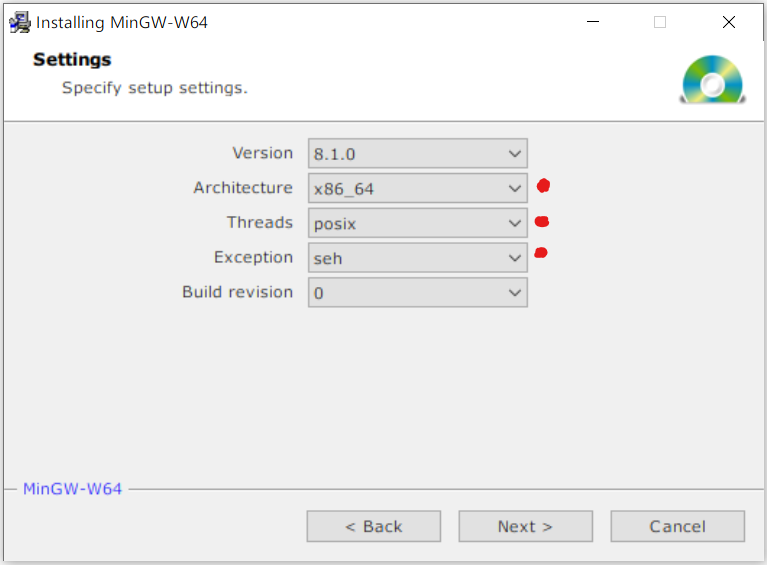 Installing MinGW-W64
Settings
Specify setup settings.
Version 8.1.0
Architecture x86_64
Threads posix
Exception seh
Build revision 0
MinGW-W64
< Back Next > Cancel